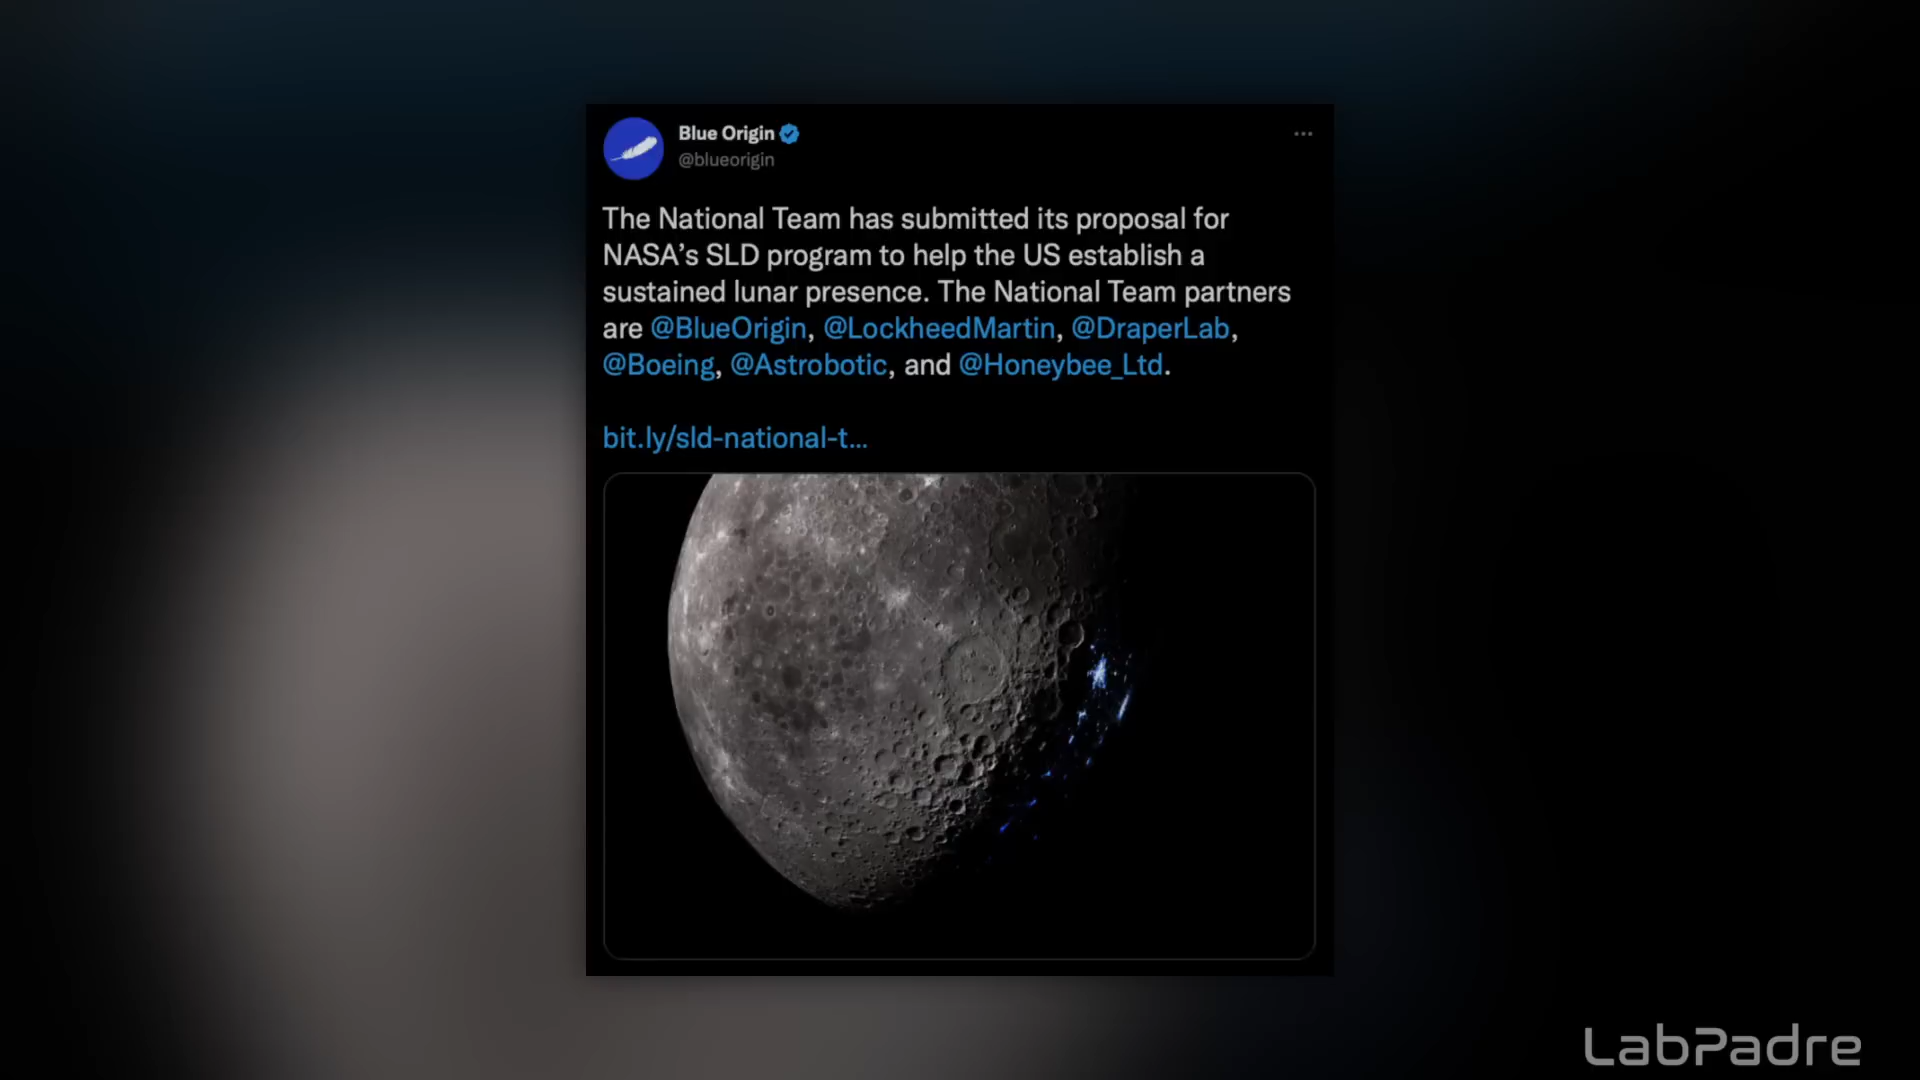 Blue Origin
@blueorigin
The National Team has submitted its proposal for
NASA’s SLD program to help the US establish a
sustained lunar presence. The National Team partners
are @BlueOrigin, @LockheedMartin, @DraperLab,
@Boeing, @Astrobotic, and @Honeybee_Ltd.
bit.ly/sld-national-t…
LabPadre